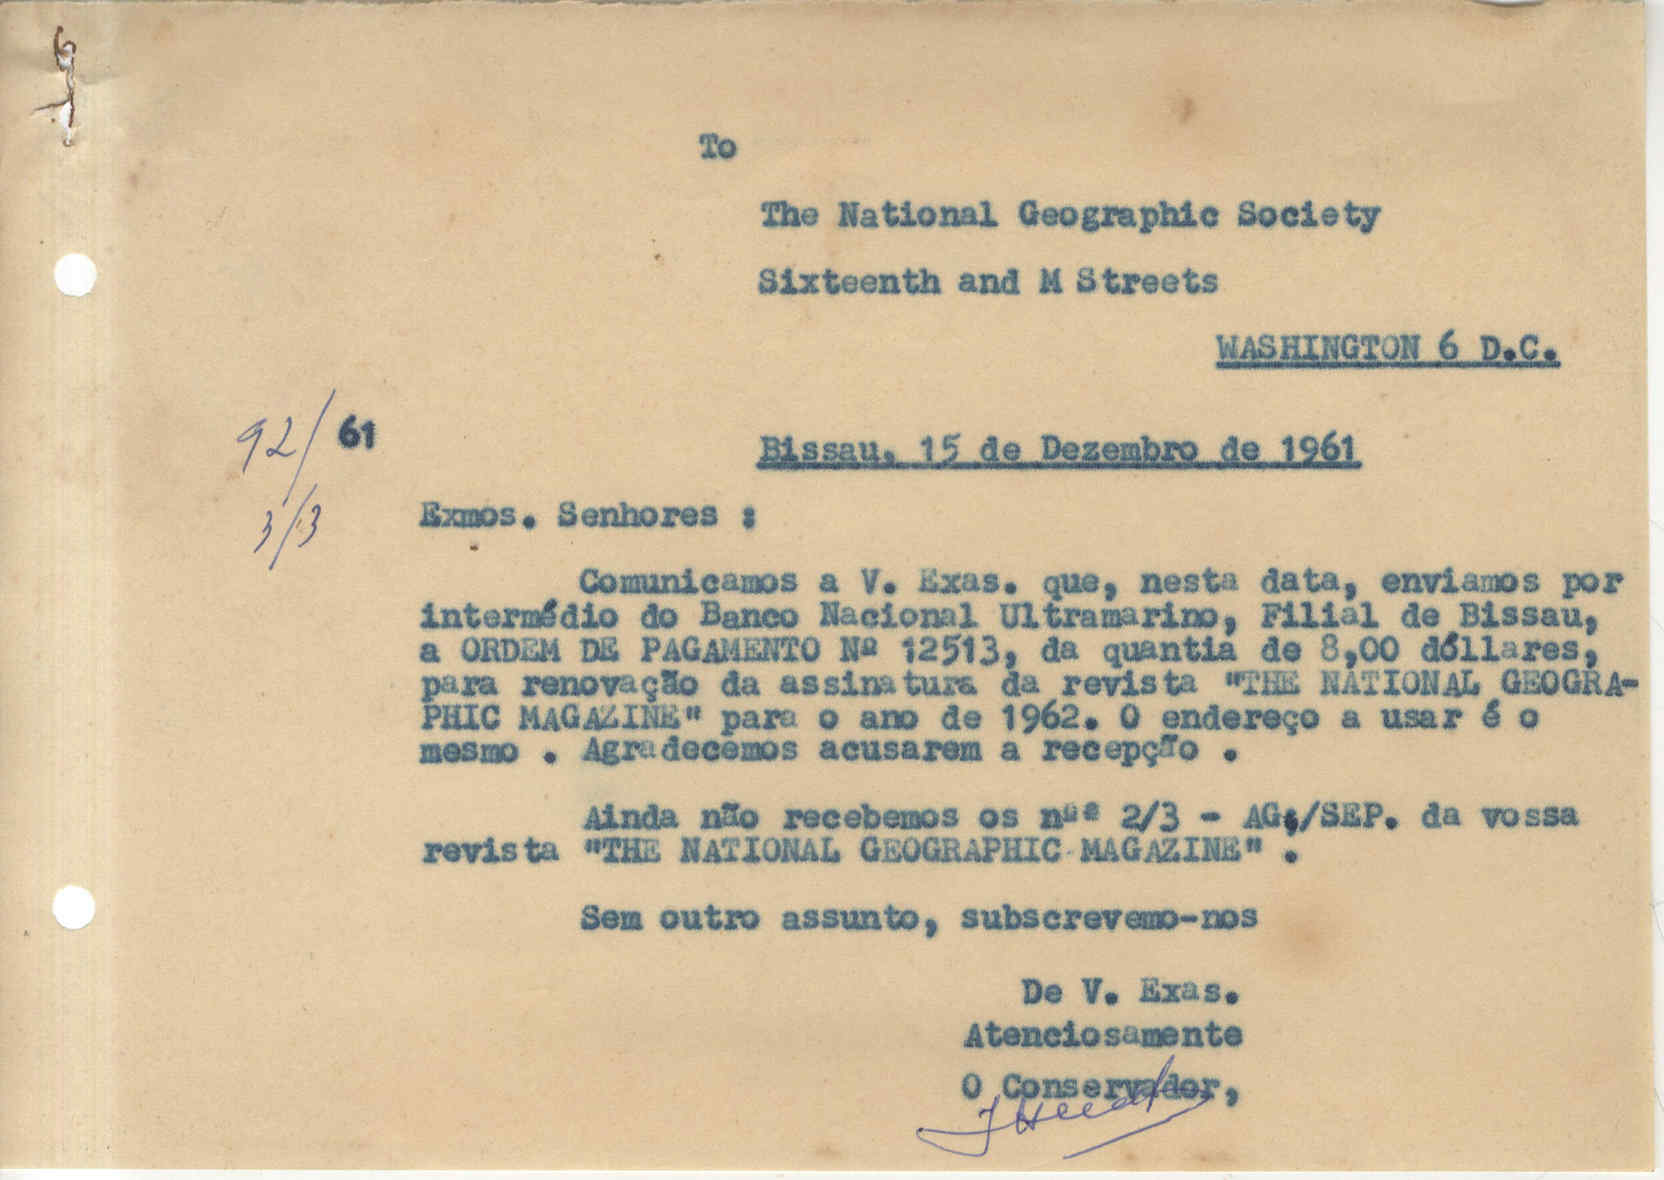 To
The National Geographic Society
Sixteenth and M Streets
WASHINGTON 6 D.C.
92/61
3/3
Bissau, 15 de Dezembro de 1961
Exmos. Senhores :
Comunicamos a V. Exas. que, nesta data, enviamos por
intermédio do Banco Nacional Ultramarino, Filial de Bissau,
a ORDEM DE PAGAMENTO Nº 12513, da quantia de 8,00 dóllares,
para renovação da assinatura da revista "THE NATIONAL GEOGRA-
PHIC MAGAZINE" para o ano de 1962. O endereço a usar é o
mesmo . Agradecemos acusarem a recepção .
Ainda não recebemos os nºˢ 2/3 - AG./SEP. da vossa
revista "THE NATIONAL GEOGRAPHIC MAGAZINE" .
Sem outro assunto, subscrevemo-nos
De V. Exas.
Atenciosamente
O Conservador,